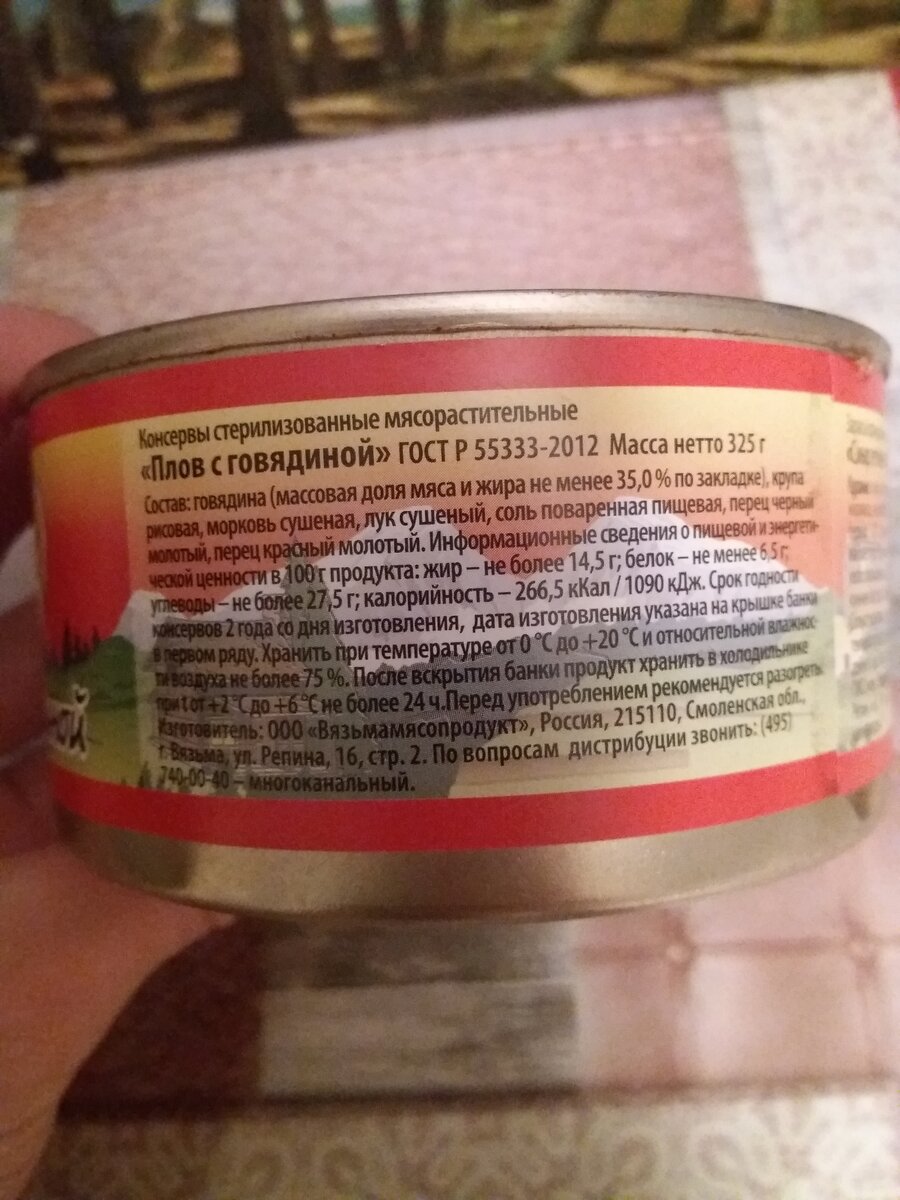 Консервы стерилизованные мясорастительные
«Плов с говядиной» ГОСТ Р 55333-2012 Масса нетто 325 г
Состав: говядина (массовая доля мяса и жира не менее 35,0 % по закладке), крупа
рисовая, морковь сушеная, лук сушеный, соль поваренная пищевая, перец черный
молотый, перец красный молотый. Информационные сведения о пищевой и энергети-
ческой ценности в 100 г продукта: жир – не более 14,5 г; белок – не менее 6,5 г;
углеводы – не более 27,5 г; калорийность – 266,5 кКал / 1090 кДж. Срок годности
консервов 2 года со дня изготовления, дата изготовления указана на крышке банки
в первом ряду. Хранить при температуре от 0 °С до +20 °С и относительной влажнос-
ти воздуха не более 75 %. После вскрытия банки продукт хранить в холодильнике
при t от +2 °С до +6 °С не более 24 ч.Перед употреблением рекомендуется разогреть.
Изготовитель: ООО «Вязьмамясопродукт», Россия, 215110, Смоленская обл.,
г. Вязьма, ул. Репина, 16, стр. 2. По вопросам дистрибуции звонить: (495)
740-00-40 – многоканальный.